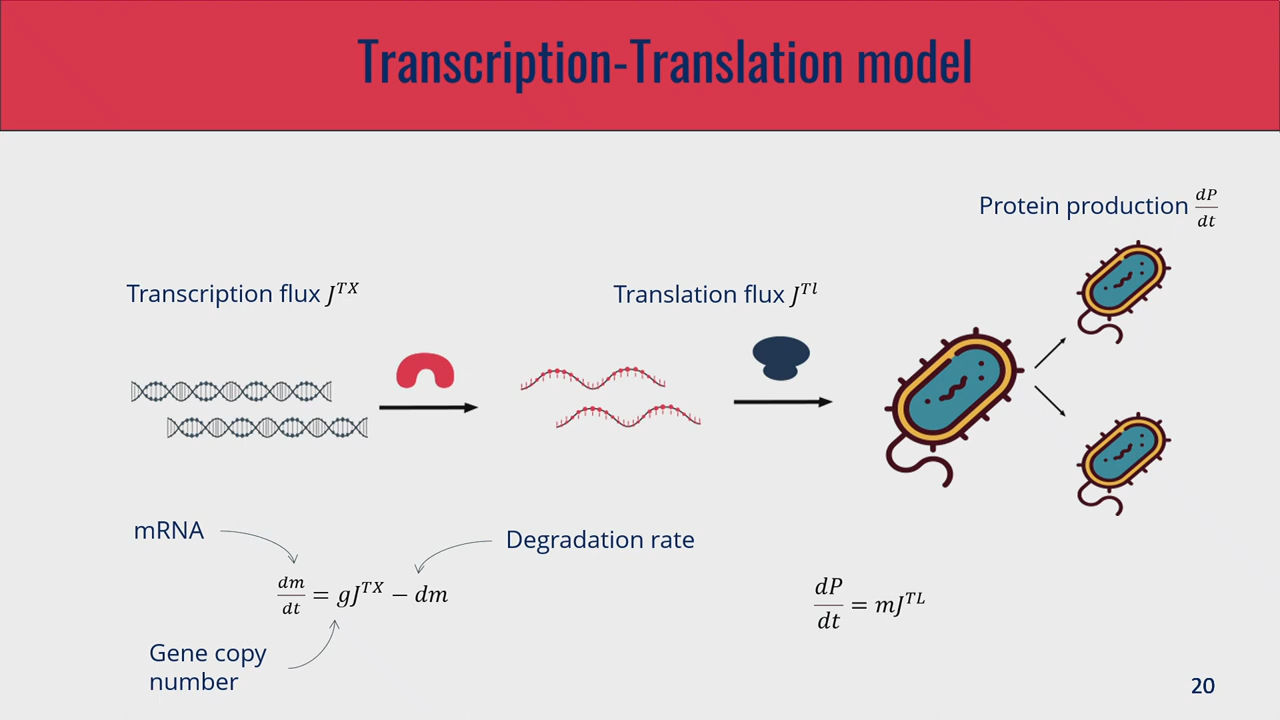 Transcription-Translation model
Protein production dP/dt
Transcription flux J^TX
Translation flux J^Tl
mRNA
Degradation rate
dm/dt = gJ^TX − dm
dP/dt = mJ^TL
Gene copy
number
20